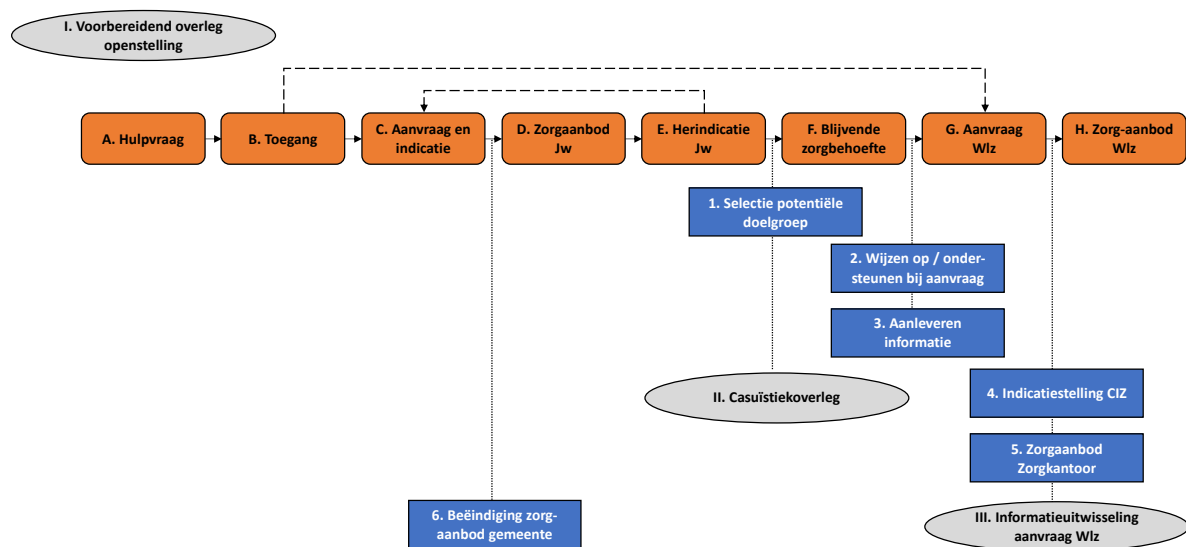 I. Voorbereidend overleg
openstelling
A. Hulpvraag
B. Toegang
C. Aanvraag en
indicatie
D. Zorgaanbod
Jw
E. Herindicatie
Jw
F. Blijvende
zorgbehoefte
G. Aanvraag
Wlz
H. Zorg-aanbod
Wlz
1. Selectie potentiële
doelgroep
2. Wijzen op / onder-
steunen bij aanvraag
3. Aanleveren
informatie
II. Casuïstiekoverleg
4. Indicatiestelling CIZ
5. Zorgaanbod
Zorgkantoor
6. Beëindiging zorg-
aanbod gemeente
III. Informatieuitwisseling
aanvraag Wlz